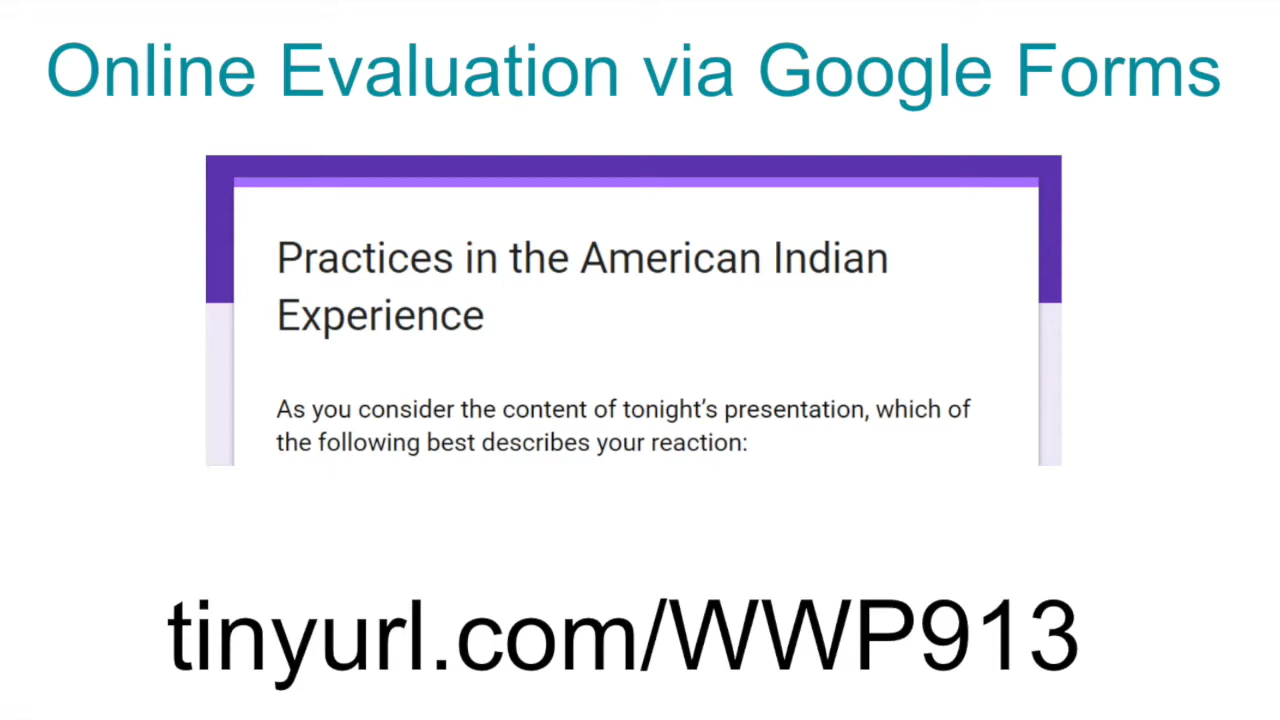 Online Evaluation via Google Forms
Practices in the American Indian
Experience
As you consider the content of tonight’s presentation, which of
the following best describes your reaction:
tinyurl.com/WWP913